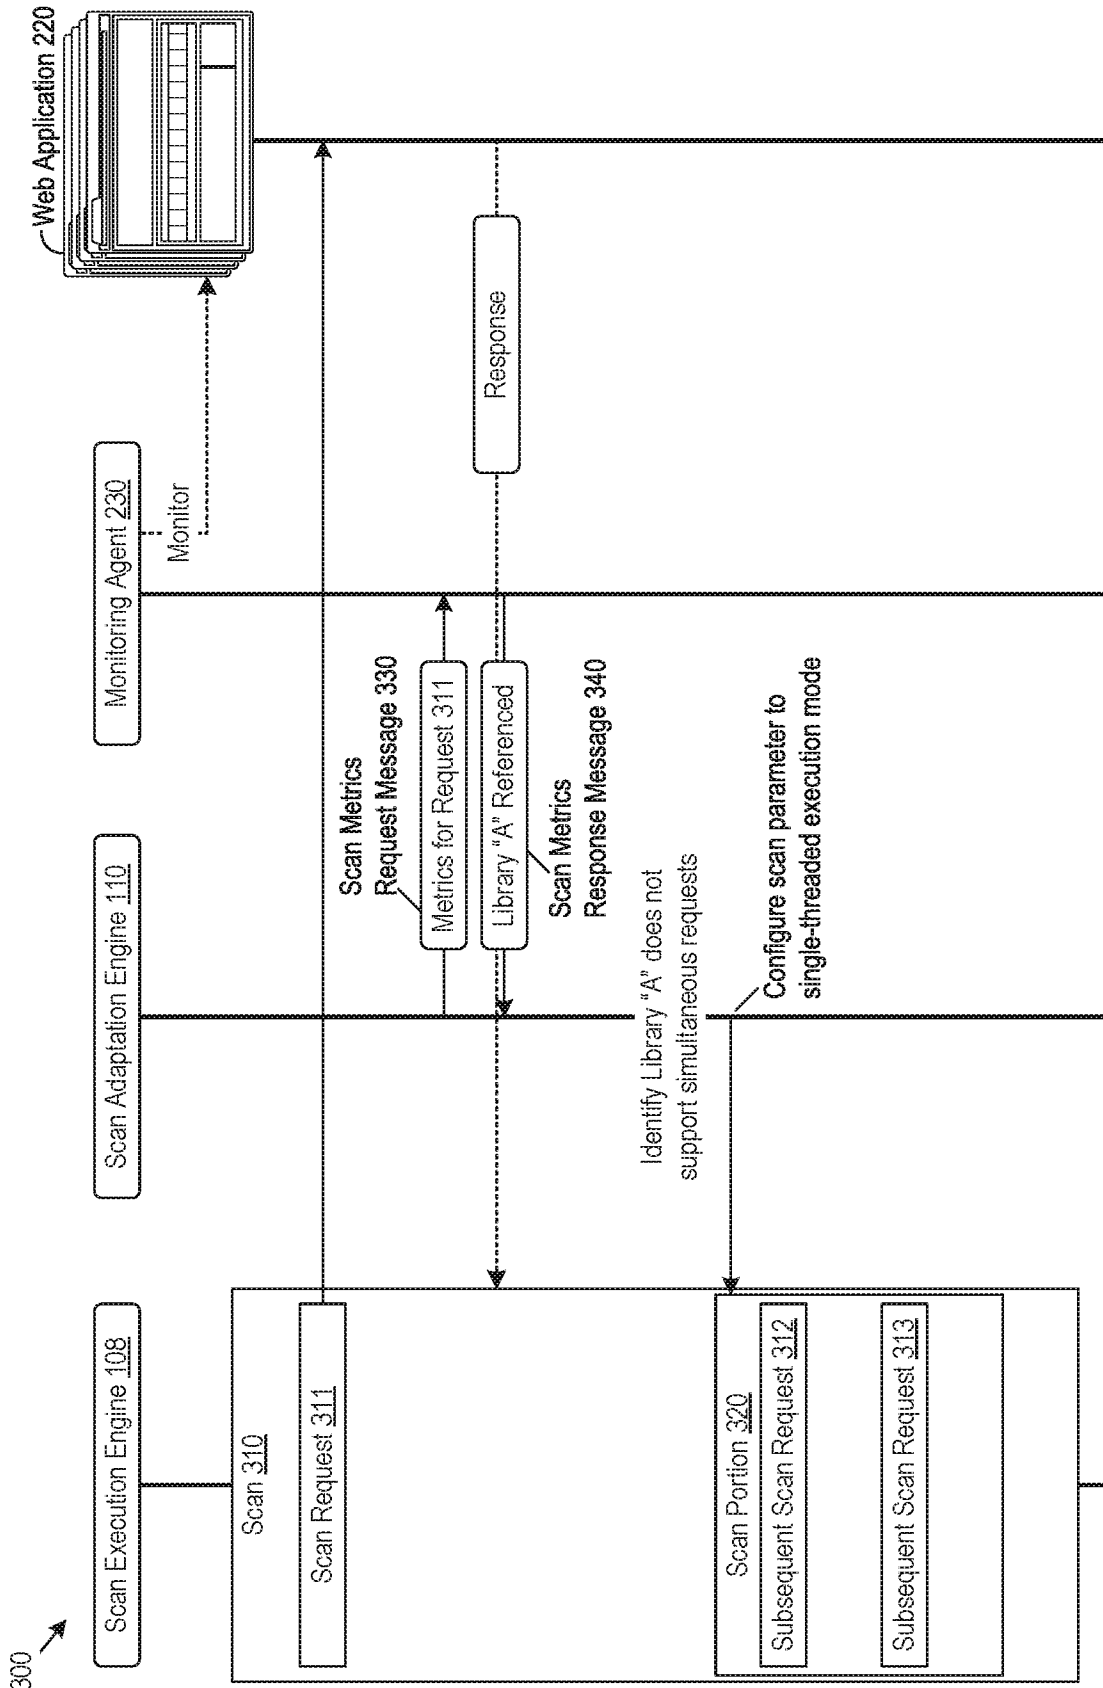 300
Scan Execution Engine 108
Scan Adaptation Engine 110
Monitoring Agent 230
Web Application 220
Monitor
Scan 310
Scan Request 311
Scan Metrics
Request Message 330
Metrics for Request 311
Library “A” Referenced
Scan Metrics
Response Message 340
Response
Identify Library “A” does not
support simultaneous requests
Configure scan parameter to
single-threaded execution mode
Scan Portion 320
Subsequent Scan Request 312
Subsequent Scan Request 313